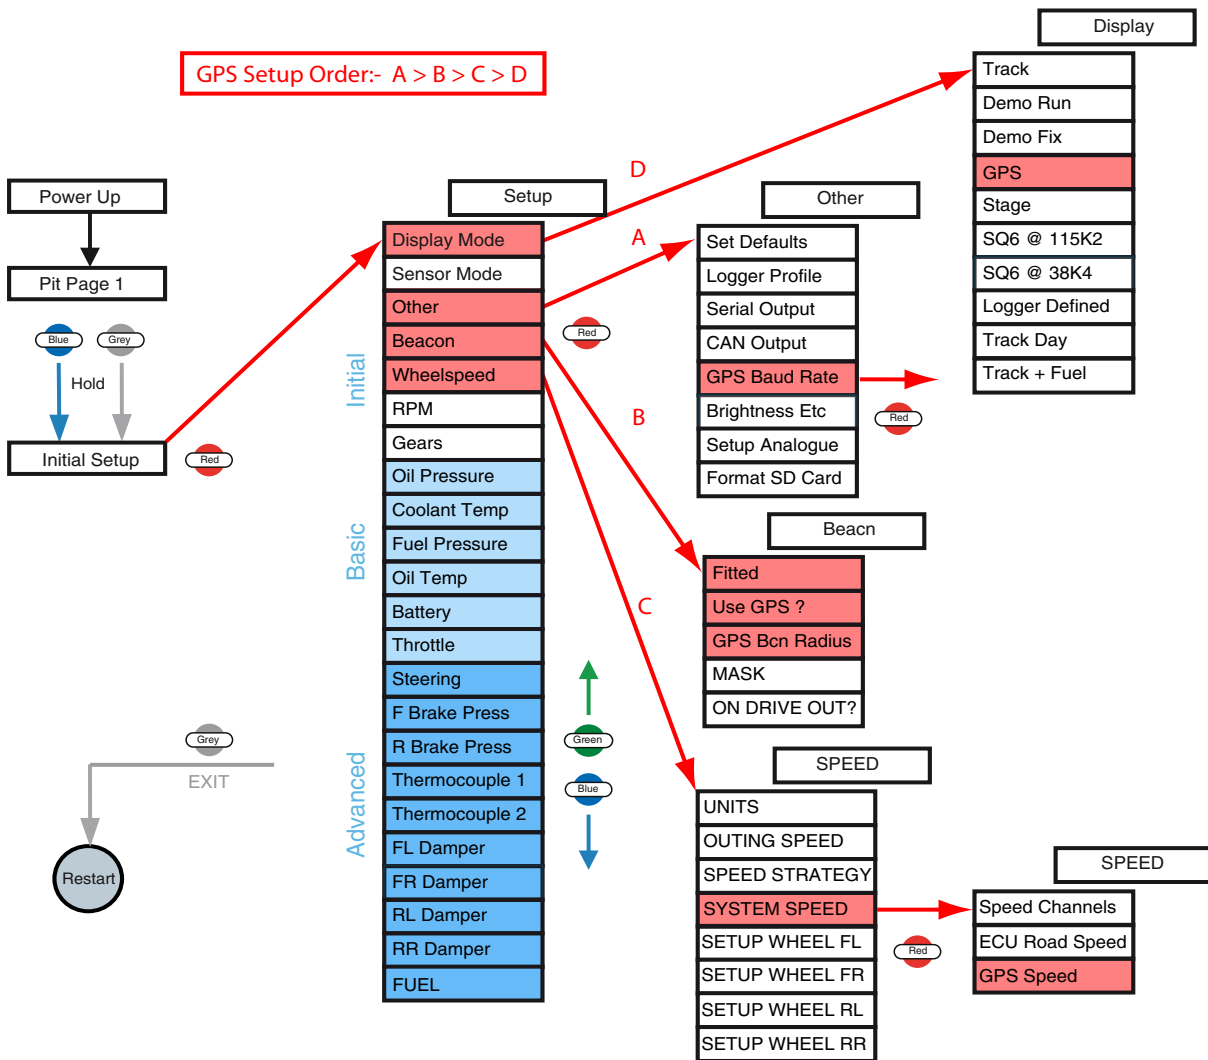 GPS Setup Order:- A > B > C > D
Power Up
Pit Page 1
Blue
Grey
Hold
Initial Setup
Red
Grey
EXIT
Restart
Setup
Display Mode
Sensor Mode
Other
Beacon
Wheelspeed
RPM
Gears
Oil Pressure
Coolant Temp
Fuel Pressure
Oil Temp
Battery
Throttle
Steering
F Brake Press
R Brake Press
Thermocouple 1
Thermocouple 2
FL Damper
FR Damper
RL Damper
RR Damper
FUEL
Initial
Basic
Advanced
D
A
B
C
Red
Green
Blue
Other
Set Defaults
Logger Profile
Serial Output
CAN Output
GPS Baud Rate
Brightness Etc
Setup Analogue
Format SD Card
Red
Beacn
Fitted
Use GPS ?
GPS Bcn Radius
MASK
ON DRIVE OUT?
SPEED
UNITS
OUTING SPEED
SPEED STRATEGY
SYSTEM SPEED
SETUP WHEEL FL
SETUP WHEEL FR
SETUP WHEEL RL
SETUP WHEEL RR
Red
Display
Track
Demo Run
Demo Fix
GPS
Stage
SQ6 @ 115K2
SQ6 @ 38K4
Logger Defined
Track Day
Track + Fuel
SPEED
Speed Channels
ECU Road Speed
GPS Speed